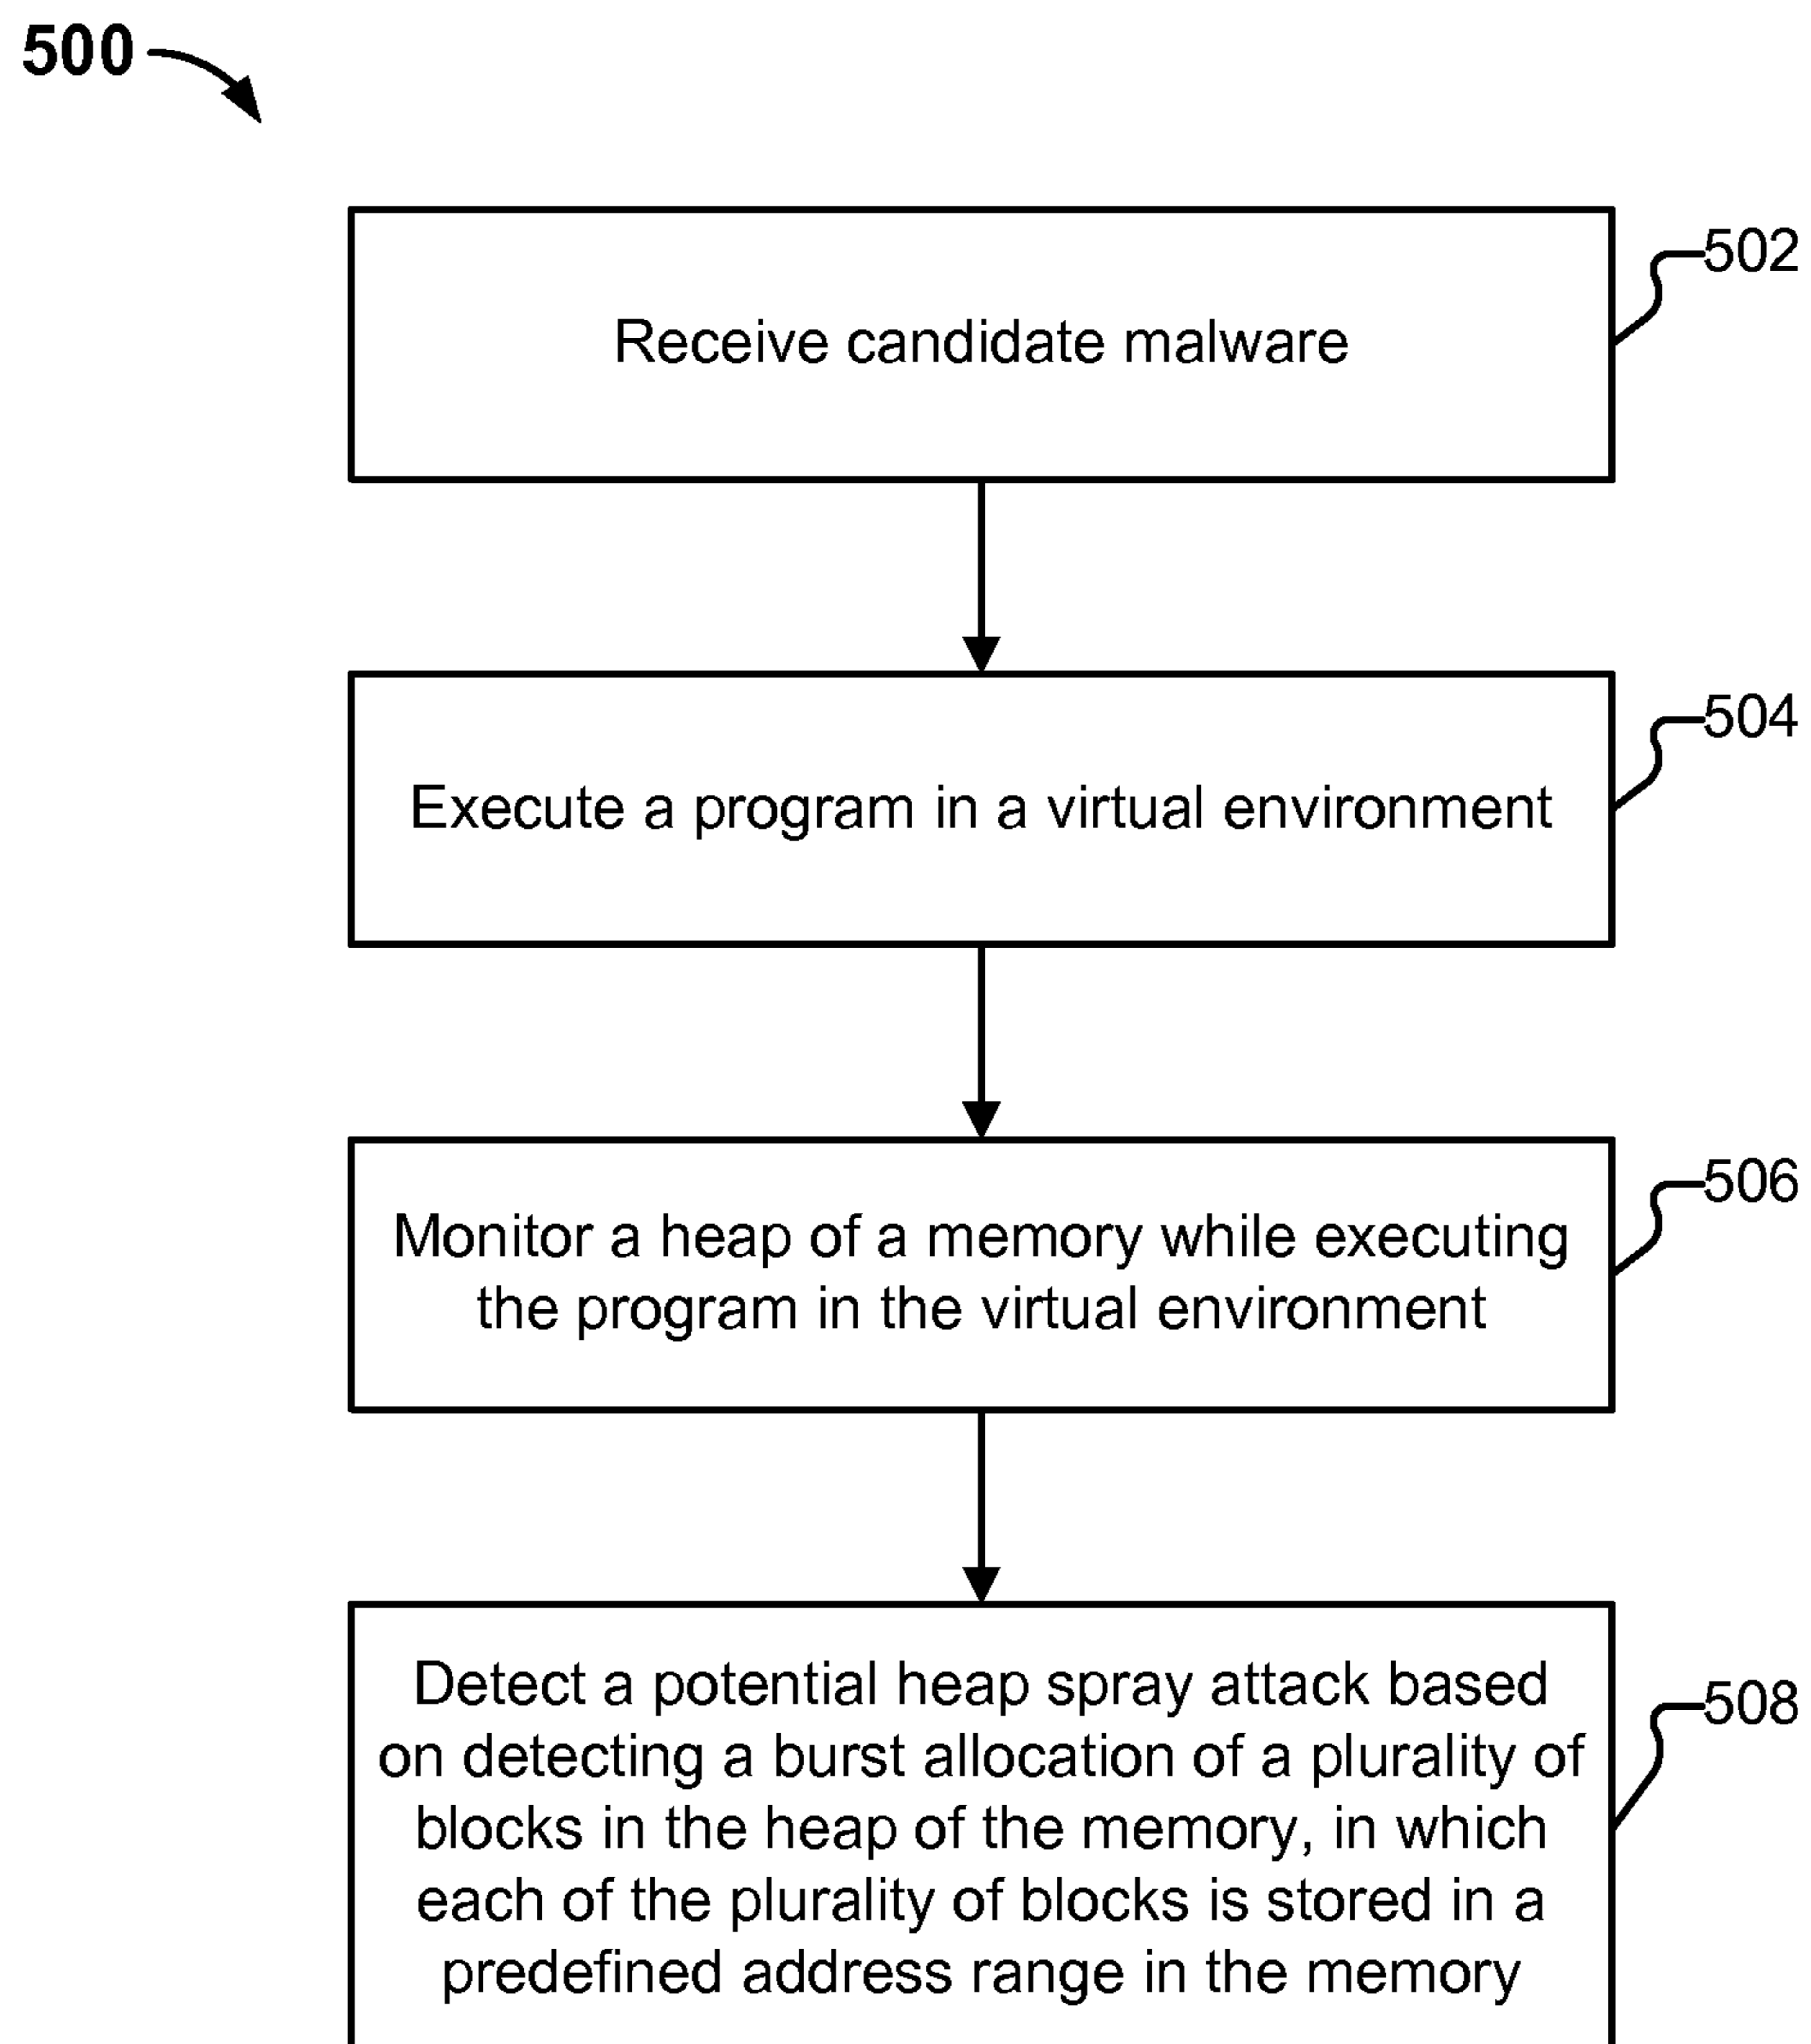 500
Receive candidate malware
502
Execute a program in a virtual environment
504
Monitor a heap of a memory while executing
the program in the virtual environment
506
Detect a potential heap spray attack based
on detecting a burst allocation of a plurality of
blocks in the heap of the memory, in which
each of the plurality of blocks is stored in a
predefined address range in the memory
508